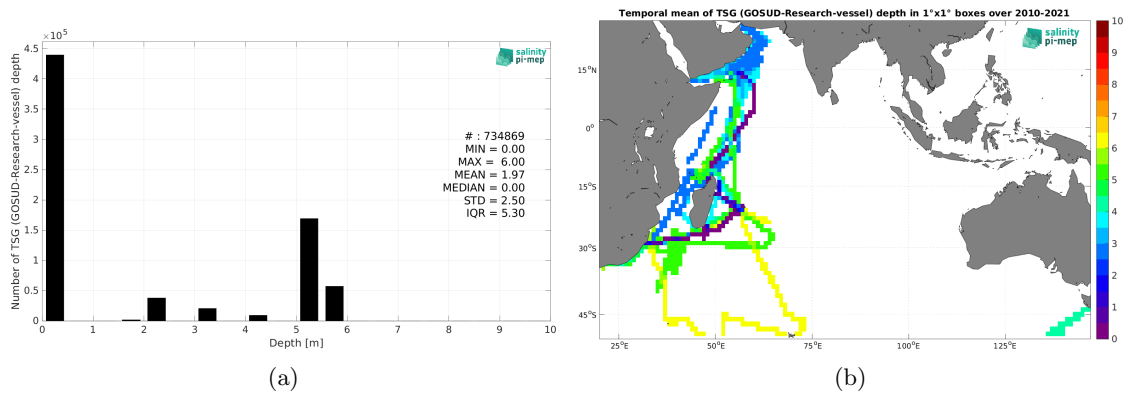 ×10⁵
4.5
4
3.5
3
2.5
2
1.5
1
0.5
0
Number of TSG (GOSUD-Research-vessel) depth
salinity
pi-mep
# : 734869
MIN = 0.00
MAX = 6.00
MEAN = 1.97
MEDIAN = 0.00
STD = 2.50
IQR = 5.30
0 1 2 3 4 5 6 7 8 9 10
Depth [m]
(a)
Temporal mean of TSG (GOSUD-Research-vessel) depth in 1°x1° boxes over 2010-2021
salinity
pi-mep
15°N
0°
15°S
30°S
45°S
25°E 50°E 75°E 100°E 125°E
10
9
8
7
6
5
4
3
2
1
0
(b)